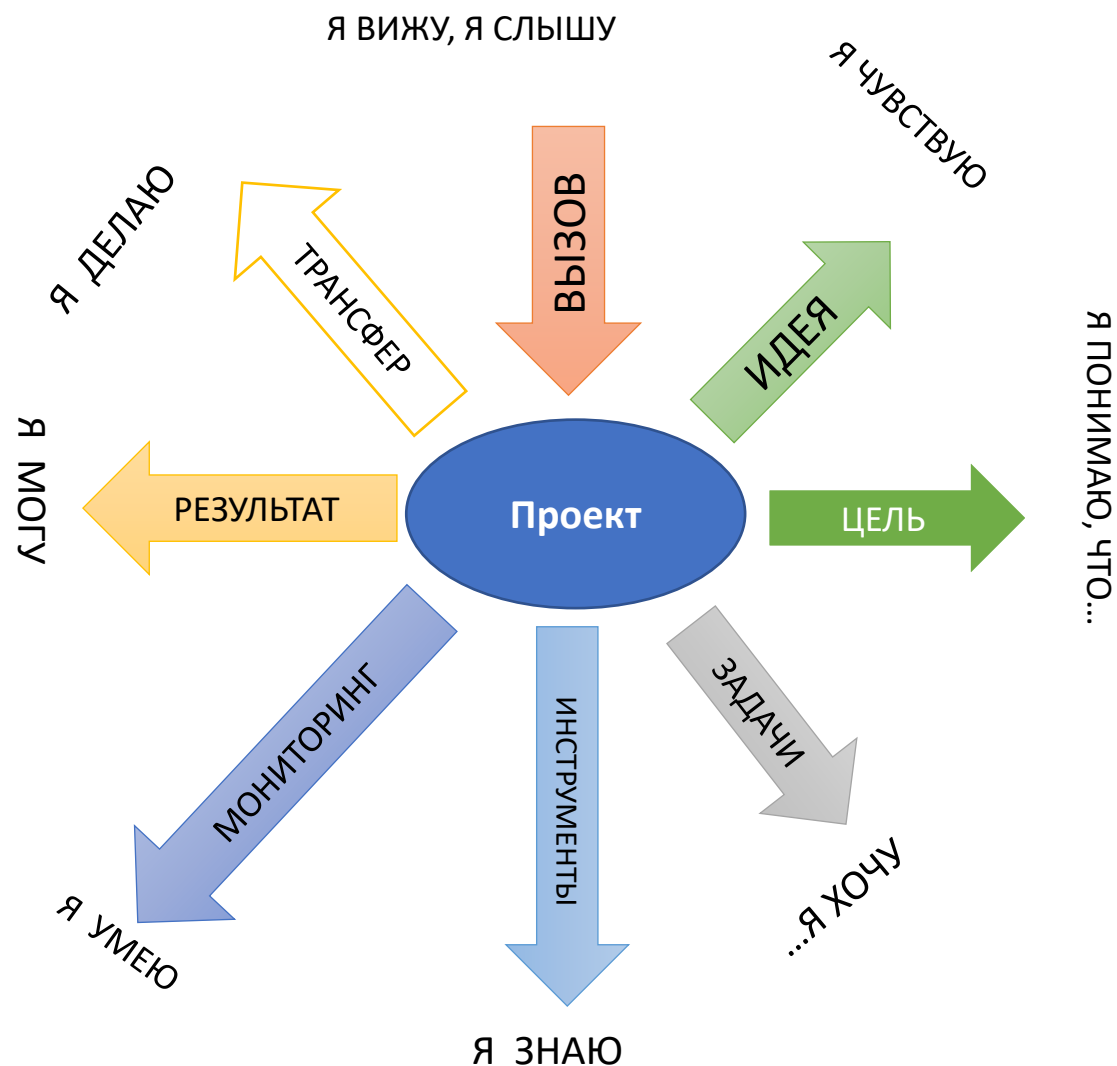 Я ВИЖУ, Я СЛЫШУ
ВЫЗОВ
Я ЧУВСТВУЮ
ИДЕЯ
Я ПОНИМАЮ, ЧТО...
ЦЕЛЬ
...Я ХОЧУ
ЗАДАЧИ
Я ЗНАЮ
ИНСТРУМЕНТЫ
Я УМЕЮ
МОНИТОРИНГ
Я МОГУ
РЕЗУЛЬТАТ
Я ДЕЛАЮ
ТРАНСФЕР
Проект